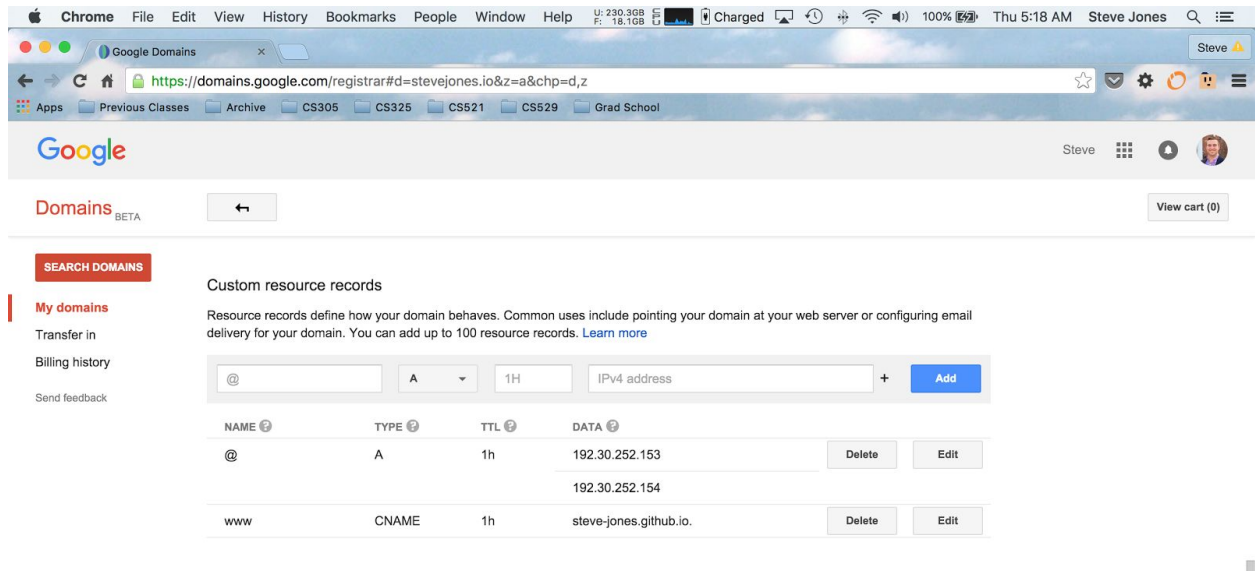 Chrome File Edit View History Bookmarks People Window Help U: 230.3GB F: 18.1GB Charged 100% Thu 5:18 AM Steve Jones
Google Domains Steve
https://domains.google.com/registrar#d=stevejones.io&z=a&chp=d,z
Apps Previous Classes Archive CS305 CS325 CS521 CS529 Grad School
Google Steve
Domains BETA View cart (0)
SEARCH DOMAINS
Custom resource records
My domains
Resource records define how your domain behaves. Common uses include pointing your domain at your web server or configuring email
Transfer in
delivery for your domain. You can add up to 100 resource records. Learn more
Billing history
@ A 1H IPv4 address + Add
Send feedback
NAME ? TYPE ? TTL ? DATA ?
@ A 1h 192.30.252.153 Delete Edit
192.30.252.154
www CNAME 1h steve-jones.github.io. Delete Edit